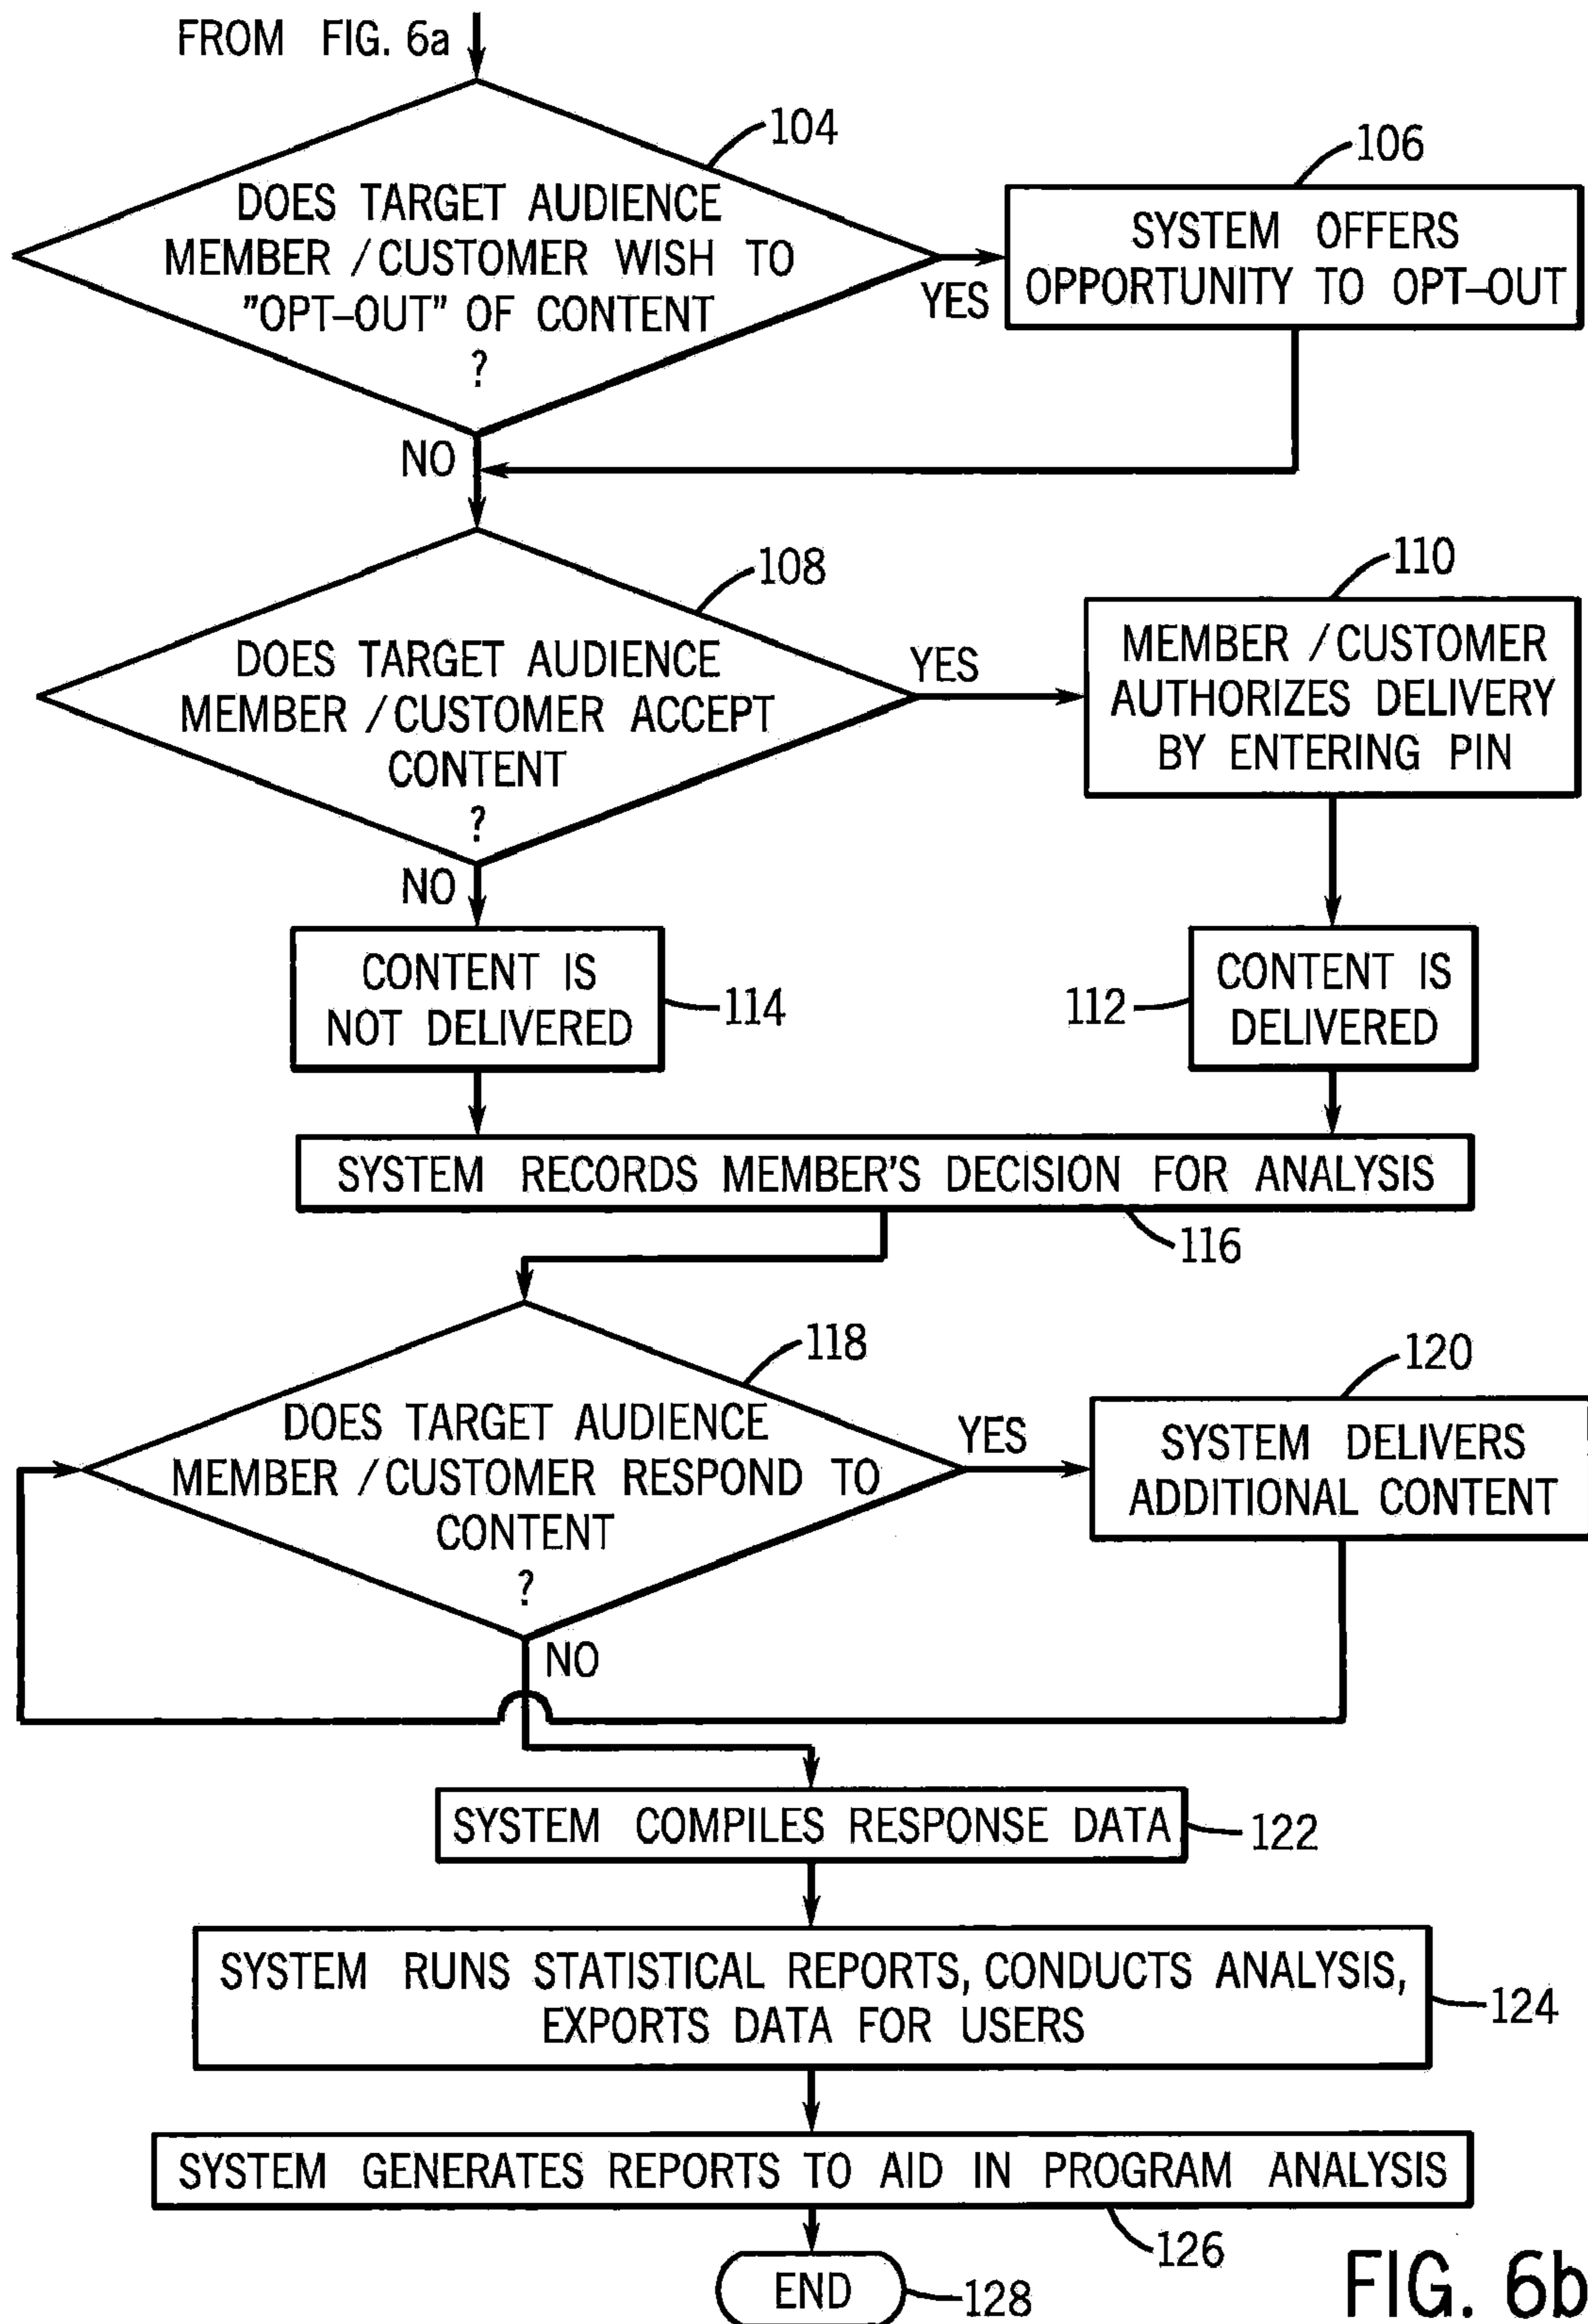 FROM FIG. 6a
104
DOES TARGET AUDIENCE
MEMBER /CUSTOMER WISH TO
"OPT–OUT" OF CONTENT
?
YES
NO
106
SYSTEM OFFERS
OPPORTUNITY TO OPT–OUT
108
DOES TARGET AUDIENCE
MEMBER /CUSTOMER ACCEPT
CONTENT
?
YES
NO
110
MEMBER /CUSTOMER
AUTHORIZES DELIVERY
BY ENTERING PIN
CONTENT IS
NOT DELIVERED
114
112
CONTENT IS
DELIVERED
SYSTEM RECORDS MEMBER'S DECISION FOR ANALYSIS
116
118
DOES TARGET AUDIENCE
MEMBER /CUSTOMER RESPOND TO
CONTENT
?
YES
NO
120
SYSTEM DELIVERS
ADDITIONAL CONTENT
SYSTEM COMPILES RESPONSE DATA
122
SYSTEM RUNS STATISTICAL REPORTS, CONDUCTS ANALYSIS,
EXPORTS DATA FOR USERS
124
SYSTEM GENERATES REPORTS TO AID IN PROGRAM ANALYSIS
126
END
128
FIG. 6b